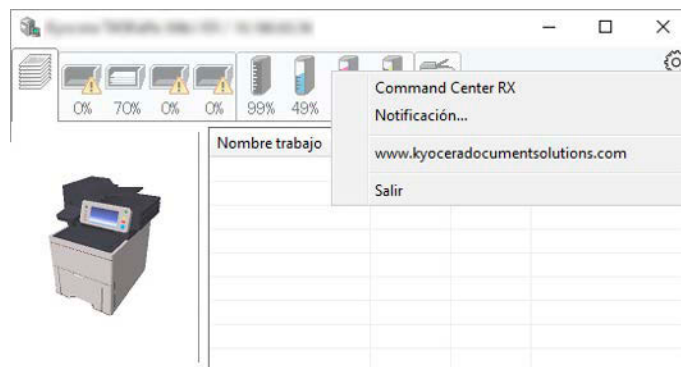 0% 70% 0% 0% 99% 49%
Nombre trabajo
Command Center RX
Notificación...
www.kyoceradocumentsolutions.com
Salir